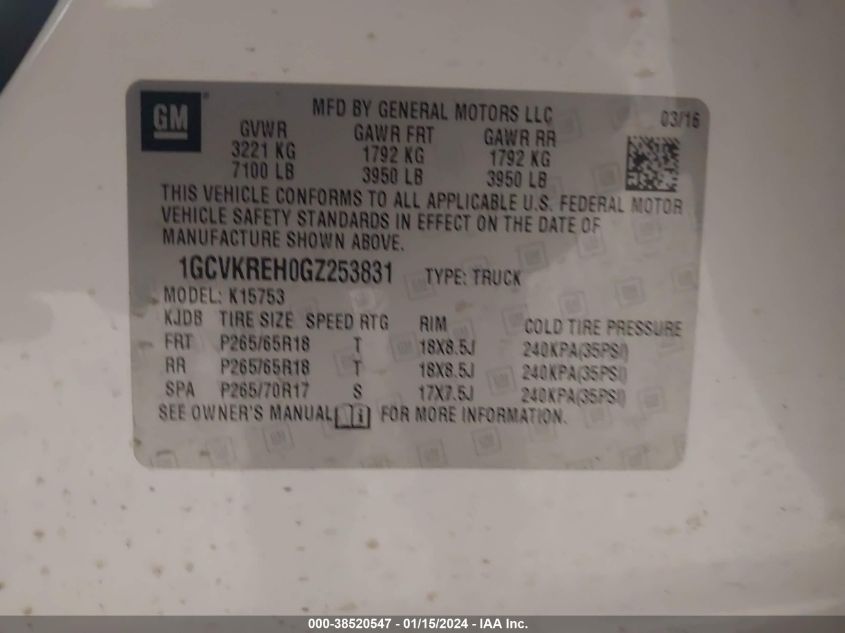 GM ®
MFD BY GENERAL MOTORS LLC
03/16
GVWR GAWR FRT GAWR RR
3221 KG 1792 KG 1792 KG
7100 LB 3950 LB 3950 LB
THIS VEHICLE CONFORMS TO ALL APPLICABLE U.S. FEDERAL MOTOR
VEHICLE SAFETY STANDARDS IN EFFECT ON THE DATE OF
MANUFACTURE SHOWN ABOVE.
1GCVKREH0GZ253831 TYPE: TRUCK
MODEL: K15753
KJDB TIRE SIZE SPEED RTG RIM COLD TIRE PRESSURE
FRT P265/65R18 T 18X8.5J 240KPA(35PSI)
RR P265/65R18 T 18X8.5J 240KPA(35PSI)
SPA P265/70R17 S 17X7.5J 240KPA(35PSI)
SEE OWNER'S MANUAL FOR MORE INFORMATION.
000-38520547 - 01/15/2024 - IAA Inc.